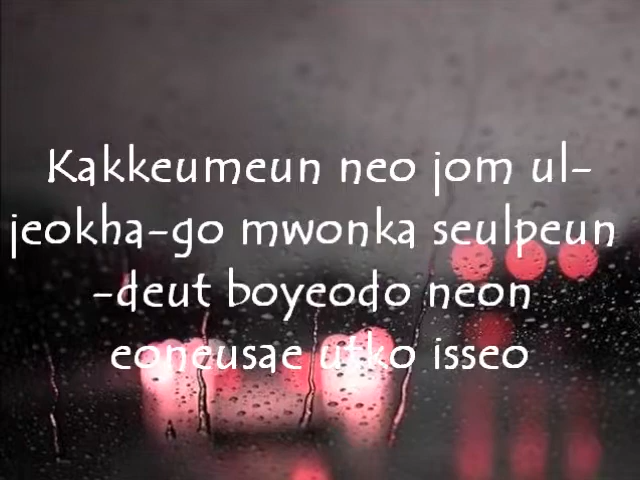 Kakkeumeun neo jom ul-
jeokha-go mwonka seulpeun
-deut boyeodo neon
eoneusae utko isseo